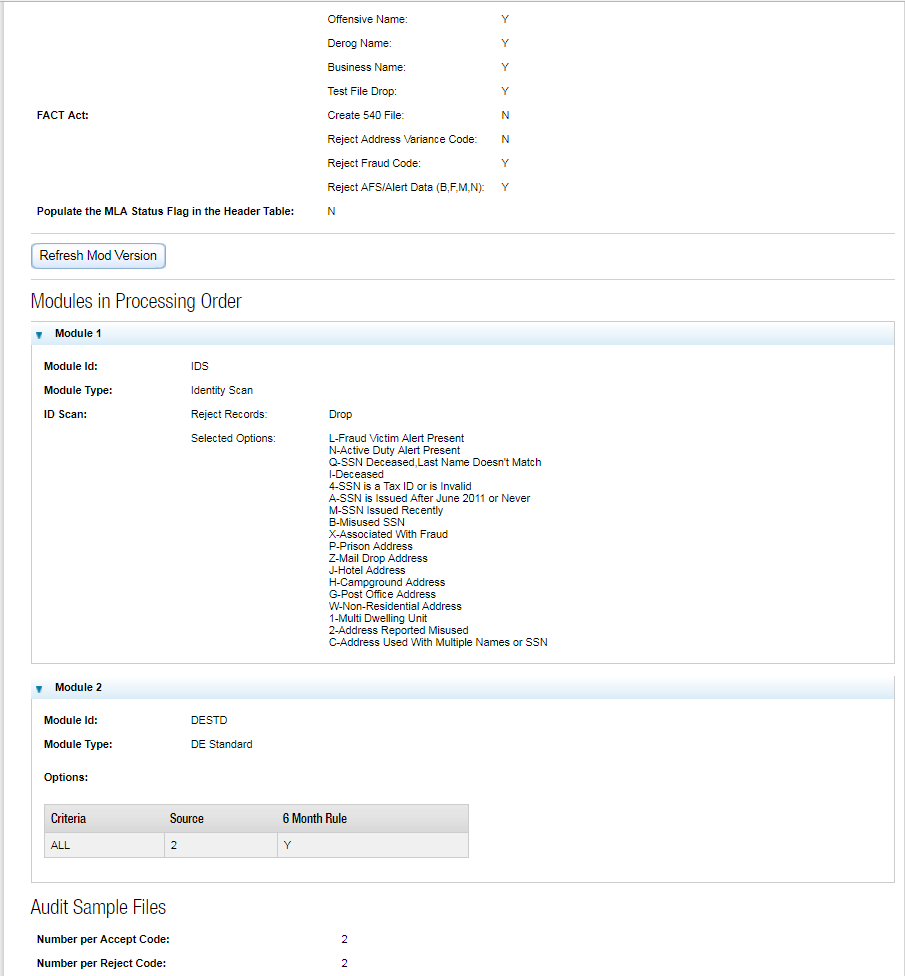 Offensive Name: Y
Derog Name: Y
Business Name: Y
Test File Drop: Y
FACT Act: Create 540 File: N
Reject Address Variance Code: N
Reject Fraud Code: Y
Reject AFS/Alert Data (B,F,M,N): Y
Populate the MLA Status Flag in the Header Table: N
Refresh Mod Version
Modules in Processing Order
Module 1
Module Id: IDS
Module Type: Identity Scan
ID Scan: Reject Records: Drop
Selected Options: L-Fraud Victim Alert Present
N-Active Duty Alert Present
Q-SSN Deceased,Last Name Doesn't Match
I-Deceased
4-SSN is a Tax ID or is Invalid
A-SSN is Issued After June 2011 or Never
M-SSN Issued Recently
B-Misused SSN
X-Associated With Fraud
P-Prison Address
Z-Mail Drop Address
J-Hotel Address
H-Campground Address
G-Post Office Address
W-Non-Residential Address
1-Multi Dwelling Unit
2-Address Reported Misused
C-Address Used With Multiple Names or SSN
Module 2
Module Id: DESTD
Module Type: DE Standard
Options:
Criteria Source 6 Month Rule
ALL 2 Y
Audit Sample Files
Number per Accept Code: 2
Number per Reject Code: 2